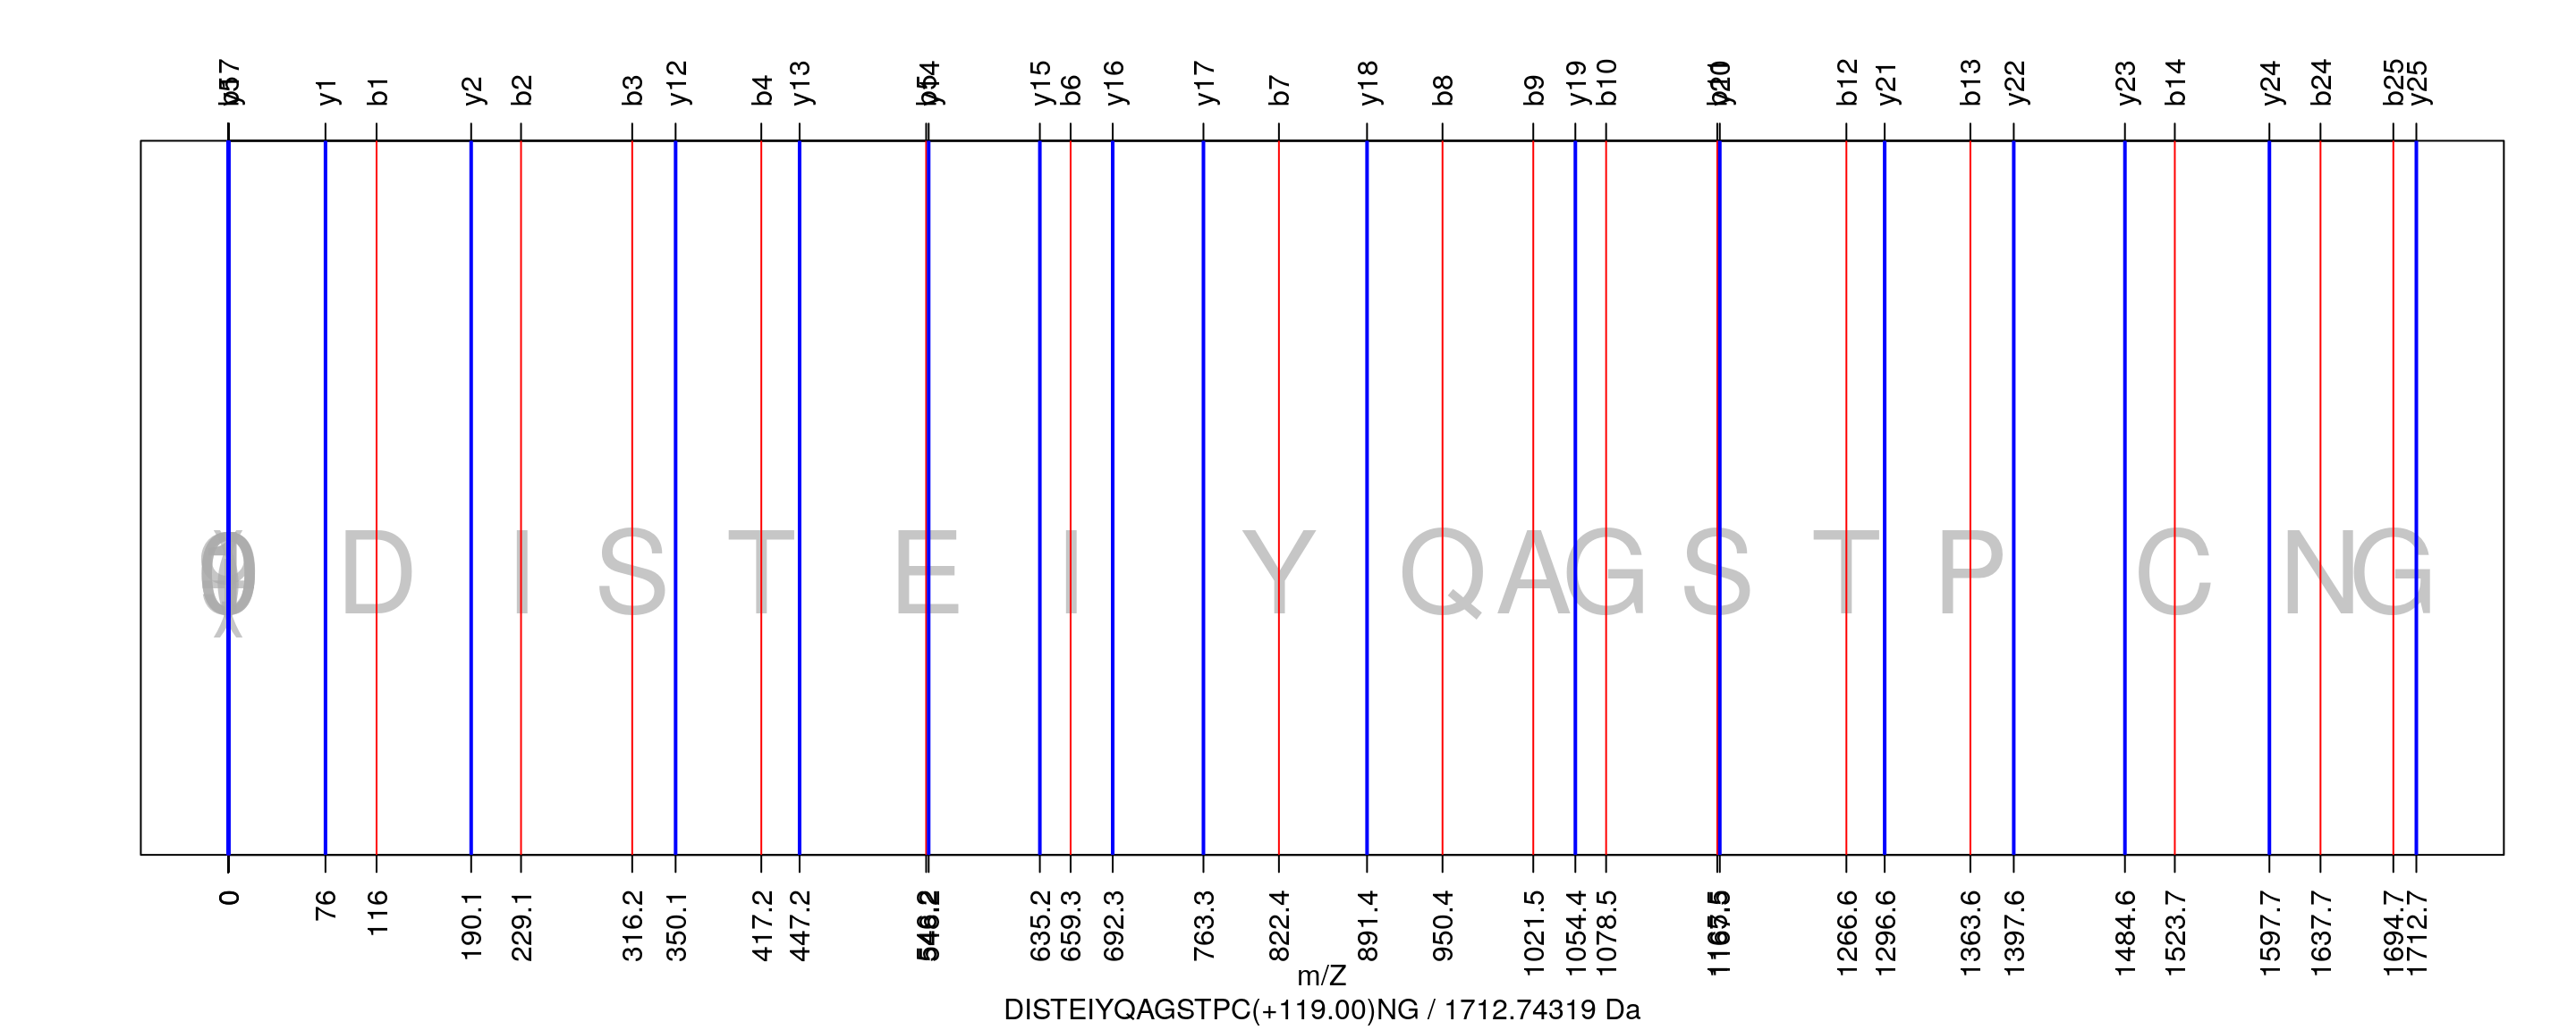 y1 b1 y2 b2 b3 y12 b4 y13 y15 b6 y16 y17 b7 y18 b8 b9 y19 b10 y20 b12 y21 b13 y22 y23 b14 y24 b24 b25 y25
D I S T E I Y Q A G S T P C N G
0 76 116 190.1 229.1 316.2 350.1 417.2 447.2 635.2 659.3 692.3 763.3 822.4 891.4 950.4 1021.5 1054.4 1078.5 1266.6 1296.6 1363.6 1397.6 1484.6 1523.7 1597.7 1637.7 1694.7 1712.7
m/Z
DISTEIYQAGSTPC(+119.00)NG / 1712.74319 Da